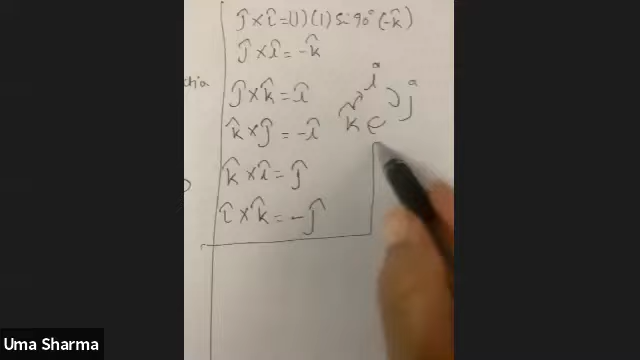 ĵ × î = (1) (1) Sin 90° (-k̂)
ĵ × î = -k̂
ĵ × k̂ = î
k̂ × ĵ = -î
k̂ × î = ĵ
î × k̂ = -ĵ
î
ĵ
k̂
Uma Sharma